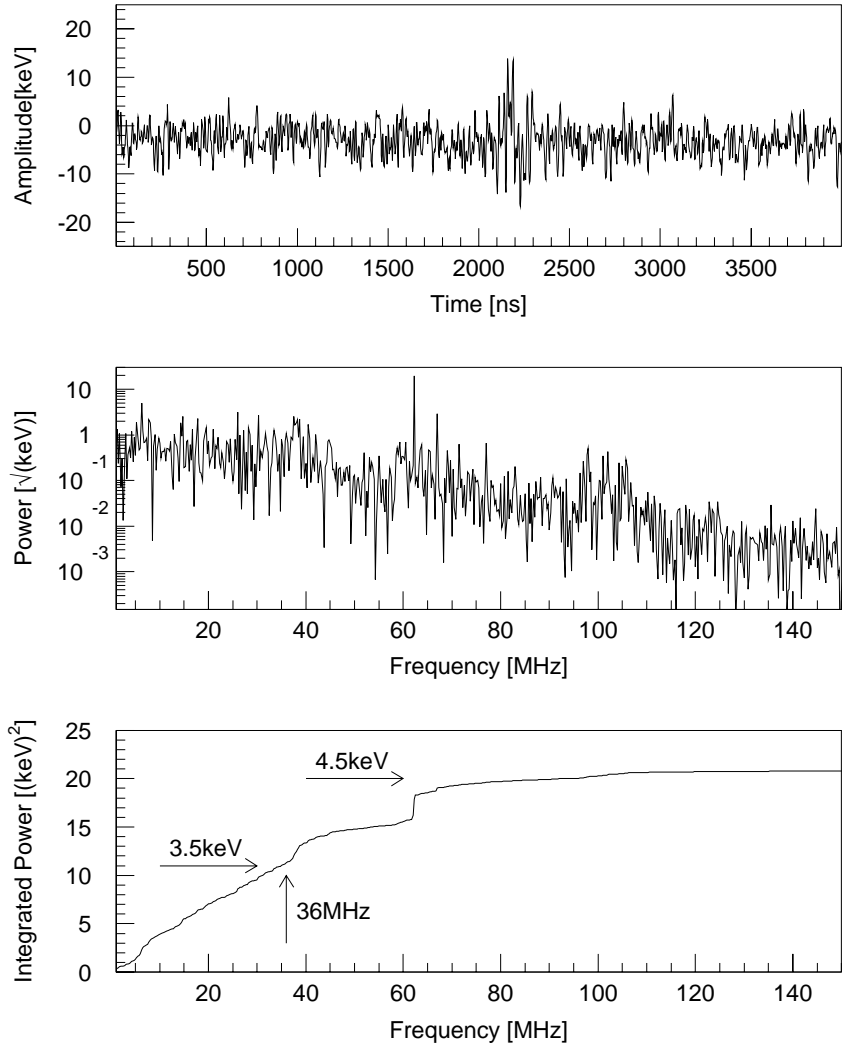 Amplitude[keV]
20
10
0
-10
-20
500 1000 1500 2000 2500 3000 3500
Time [ns]
Power [√(keV)]
10
1
10 -1
10 -2
10 -3
20 40 60 80 100 120 140
Frequency [MHz]
Integrated Power [(keV)²]
25
20
15
10
5
0
4.5keV
3.5keV
36MHz
20 40 60 80 100 120 140
Frequency [MHz]